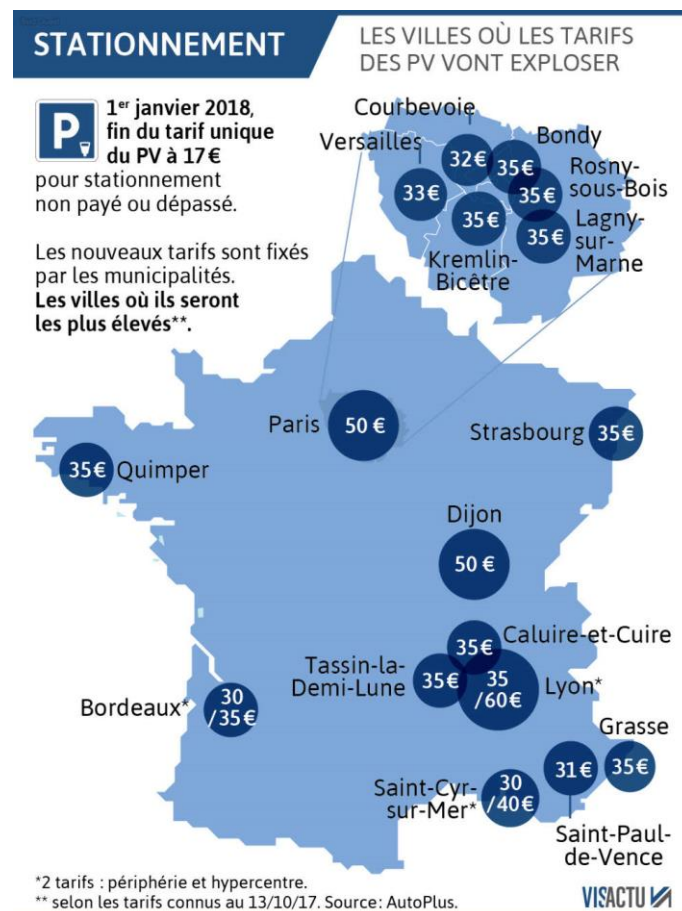 STATIONNEMENT
LES VILLES OÙ LES TARIFS
DES PV VONT EXPLOSER
P
1er janvier 2018,
fin du tarif unique
du PV à 17 €
pour stationnement
non payé ou dépassé.
Les nouveaux tarifs sont fixés
par les municipalités.
Les villes où ils seront
les plus élevés**.
Courbevoie
32 €
Versailles
33 €
Bondy
35 €
Rosny-
sous-Bois
35 €
Lagny-
sur-
Marne
35 €
Kremlin-
Bicêtre
35 €
Paris
50 €
Strasbourg
35 €
35 €
Quimper
Dijon
50 €
Caluire-et-Cuire
35 €
Tassin-la-
Demi-Lune
35 €
35
/60 €
Lyon*
Bordeaux*
30
/35 €
Grasse
35 €
Saint-Cyr-
sur-Mer*
30
/40 €
31 €
Saint-Paul-
de-Vence
*2 tarifs : périphérie et hypercentre.
** selon les tarifs connus au 13/10/17. Source : AutoPlus.
VISACTU